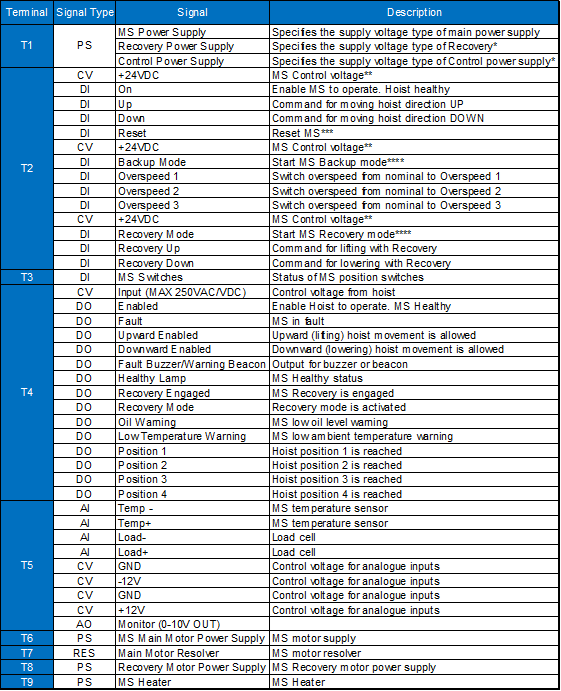 Terminal Signal Type Signal Description
T1 PS MS Power Supply Specifies the supply voltage type of main power supply
Recovery Power Supply Specifies the supply voltage type of Recovery*
Control Power Supply Specifies the supply voltage type of Control power supply*
T2 CV +24VDC MS Control voltage**
DI On Enable MS to operate. Hoist healthy
DI Up Command for moving hoist direction UP
DI Down Command for moving hoist direction DOWN
DI Reset Reset MS***
CV +24VDC MS Control voltage**
DI Backup Mode Start MS Backup mode****
DI Overspeed 1 Switch overspeed from nominal to Overspeed 1
DI Overspeed 2 Switch overspeed from nominal to Overspeed 2
DI Overspeed 3 Switch overspeed from nominal to Overspeed 3
CV +24VDC MS Control voltage**
DI Recovery Mode Start MS Recovery mode****
DI Recovery Up Command for lifting with Recovery
DI Recovery Down Command for lowering with Recovery
T3 DI MS Switches Status of MS position switches
T4 CV Input (MAX 250VAC/VDC) Control voltage from hoist
DO Enabled Enable Hoist to operate. MS Healthy
DO Fault MS in fault
DO Upward Enabled Upward (lifting) hoist movement is allowed
DO Downward Enabled Downward (lowering) hoist movement is allowed
DO Fault Buzzer/Warning Beacon Output for buzzer or beacon
DO Healthy Lamp MS Healthy status
DO Recovery Engaged MS Recovery is engaged
DO Recovery Mode Recovery mode is activated
DO Oil Warning MS low oil level warning
DO Low Temperature Warning MS low ambient temperature warning
DO Position 1 Hoist position 1 is reached
DO Position 2 Hoist position 2 is reached
DO Position 3 Hoist position 3 is reached
DO Position 4 Hoist position 4 is reached
T5 AI Temp - MS temperature sensor
AI Temp+ MS temperature sensor
AI Load- Load cell
AI Load+ Load cell
CV GND Control voltage for analogue inputs
CV -12V Control voltage for analogue inputs
CV GND Control voltage for analogue inputs
CV +12V Control voltage for analogue inputs
AO Monitor (0-10V OUT)
T6 PS MS Main Motor Power Supply MS motor supply
T7 RES Main Motor Resolver MS motor resolver
T8 PS Recovery Motor Power Supply MS Recovery motor power supply
T9 PS MS Heater MS Heater